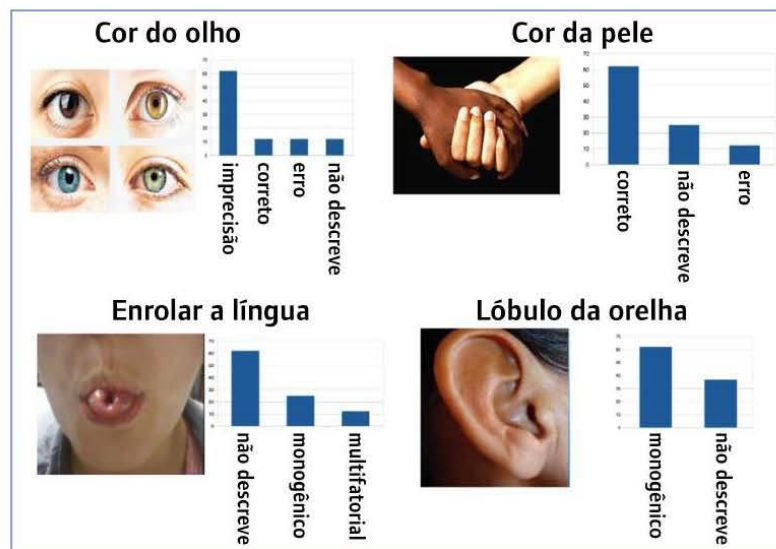 Cor do olho
imprecisão
correto
erro
não descreve
Cor da pele
correto
não descreve
erro
Enrolar a língua
não descreve
monogênico
multifatorial
Lóbulo da orelha
monogênico
não descreve